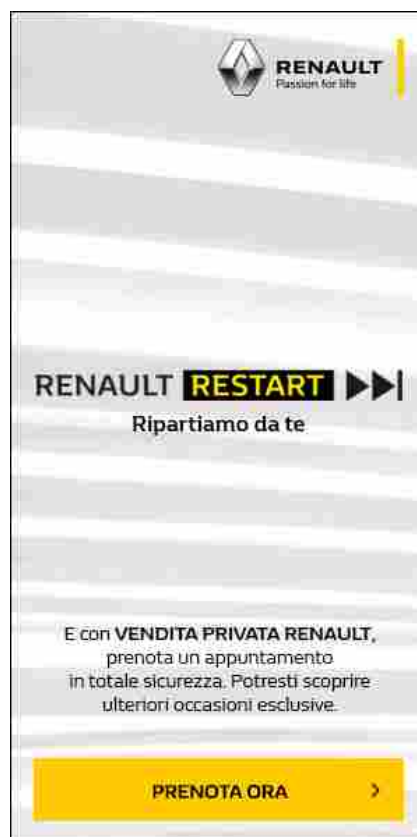 RENAULT
Passion for life
RENAULT RESTART
Ripartiamo da te
E con VENDITA PRIVATA RENAULT,
prenota un appuntamento
in totale sicurezza. Potresti scoprire
ulteriori occasioni esclusive.
PRENOTA ORA >